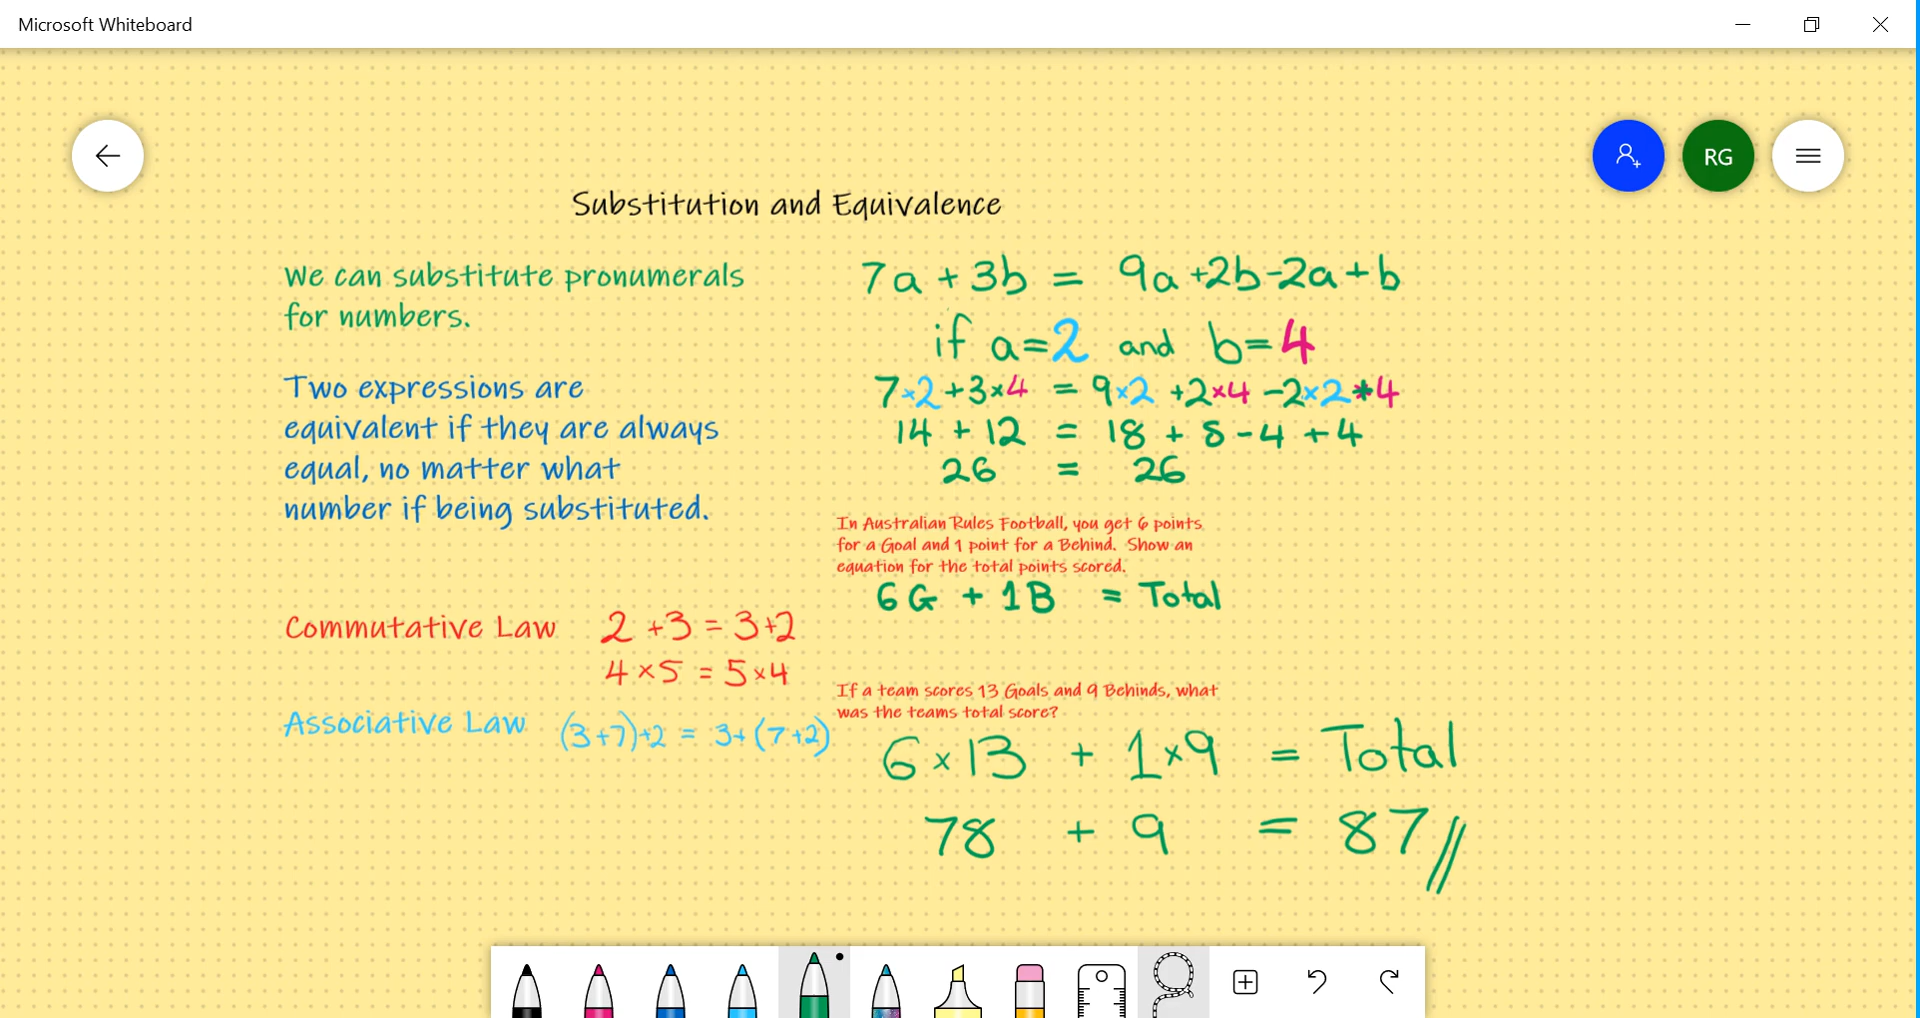 Microsoft Whiteboard
RG
Substitution and Equivalence
We can substitute pronumerals
for numbers.
Two expressions are
equivalent if they are always
equal, no matter what
number if being substituted.
Commutative Law 2 + 3 = 3 + 2
4 × 5 = 5 × 4
Associative Law (3 + 7) + 2 = 3 + (7 + 2)
7a + 3b = 9a + 2b - 2a + b
if a = 2 and b = 4
7 × 2 + 3 × 4 = 9 × 2 + 2 × 4 - 2 × 2 + 4
14 + 12 = 18 + 8 - 4 + 4
26 = 26
In Australian Rules Football, you get 6 points
for a Goal and 1 point for a Behind. Show an
equation for the total points scored.
6G + 1B = Total
If a team scores 13 Goals and 9 Behinds, what
was the teams total score?
6 × 13 + 1 × 9 = Total
78 + 9 = 87//